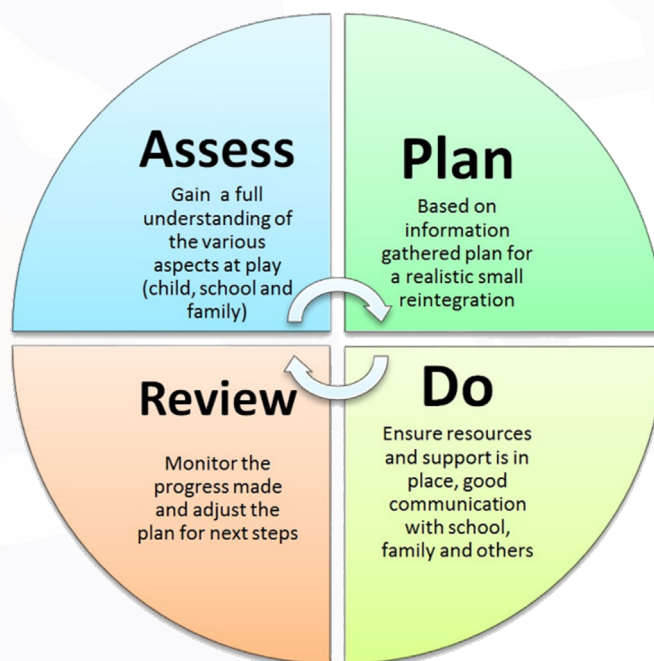 Assess
Gain a full
understanding of
the various
aspects at play
(child, school and
family)
Plan
Based on
information
gathered plan for
a realistic small
reintegration
Review
Monitor the
progress made
and adjust the
plan for next steps
Do
Ensure resources
and support is in
place, good
communication
with school,
family and others